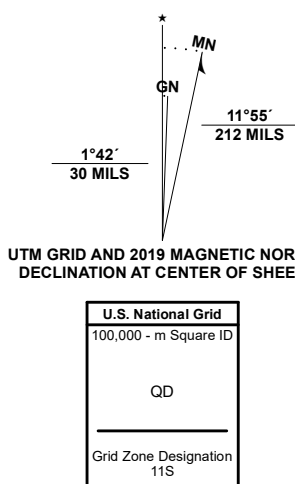 ★
MN
GN
11°55´
212 MILS
1°42´
30 MILS
UTM GRID AND 2019 MAGNETIC NOR
DECLINATION AT CENTER OF SHEE
U.S. National Grid
100,000 - m Square ID
QD
Grid Zone Designation
11S